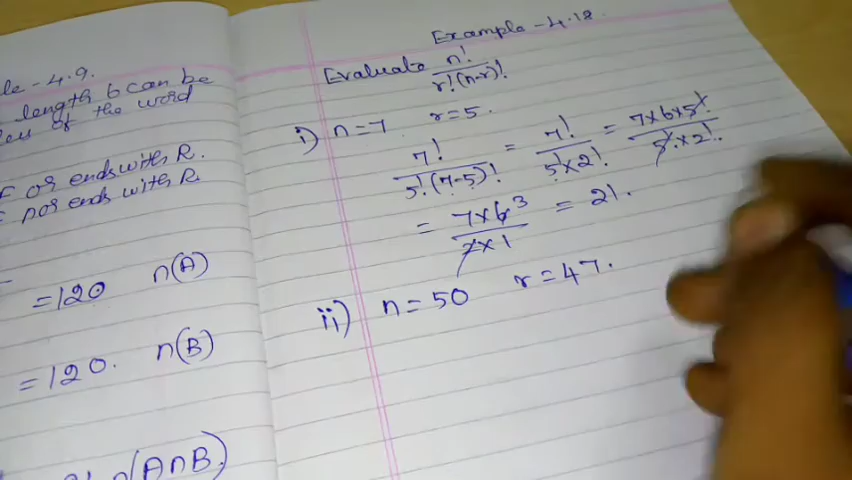 le - 4.9.
length 6 can be
of the word
F or ends with R.
nor ends with R
= 120 n(A)
= 120. n(B)
n(A∩B)
Example - 4.18.
Evaluate n! / r!(n-r)!
i) n = 7 r = 5.
7! / 5!(7-5)! = 7! / 5! × 2! = 7 × 6 × 5! / 5! × 2!
= 7 × 6 3 / 2 × 1 = 21.
ii) n = 50 r = 47.